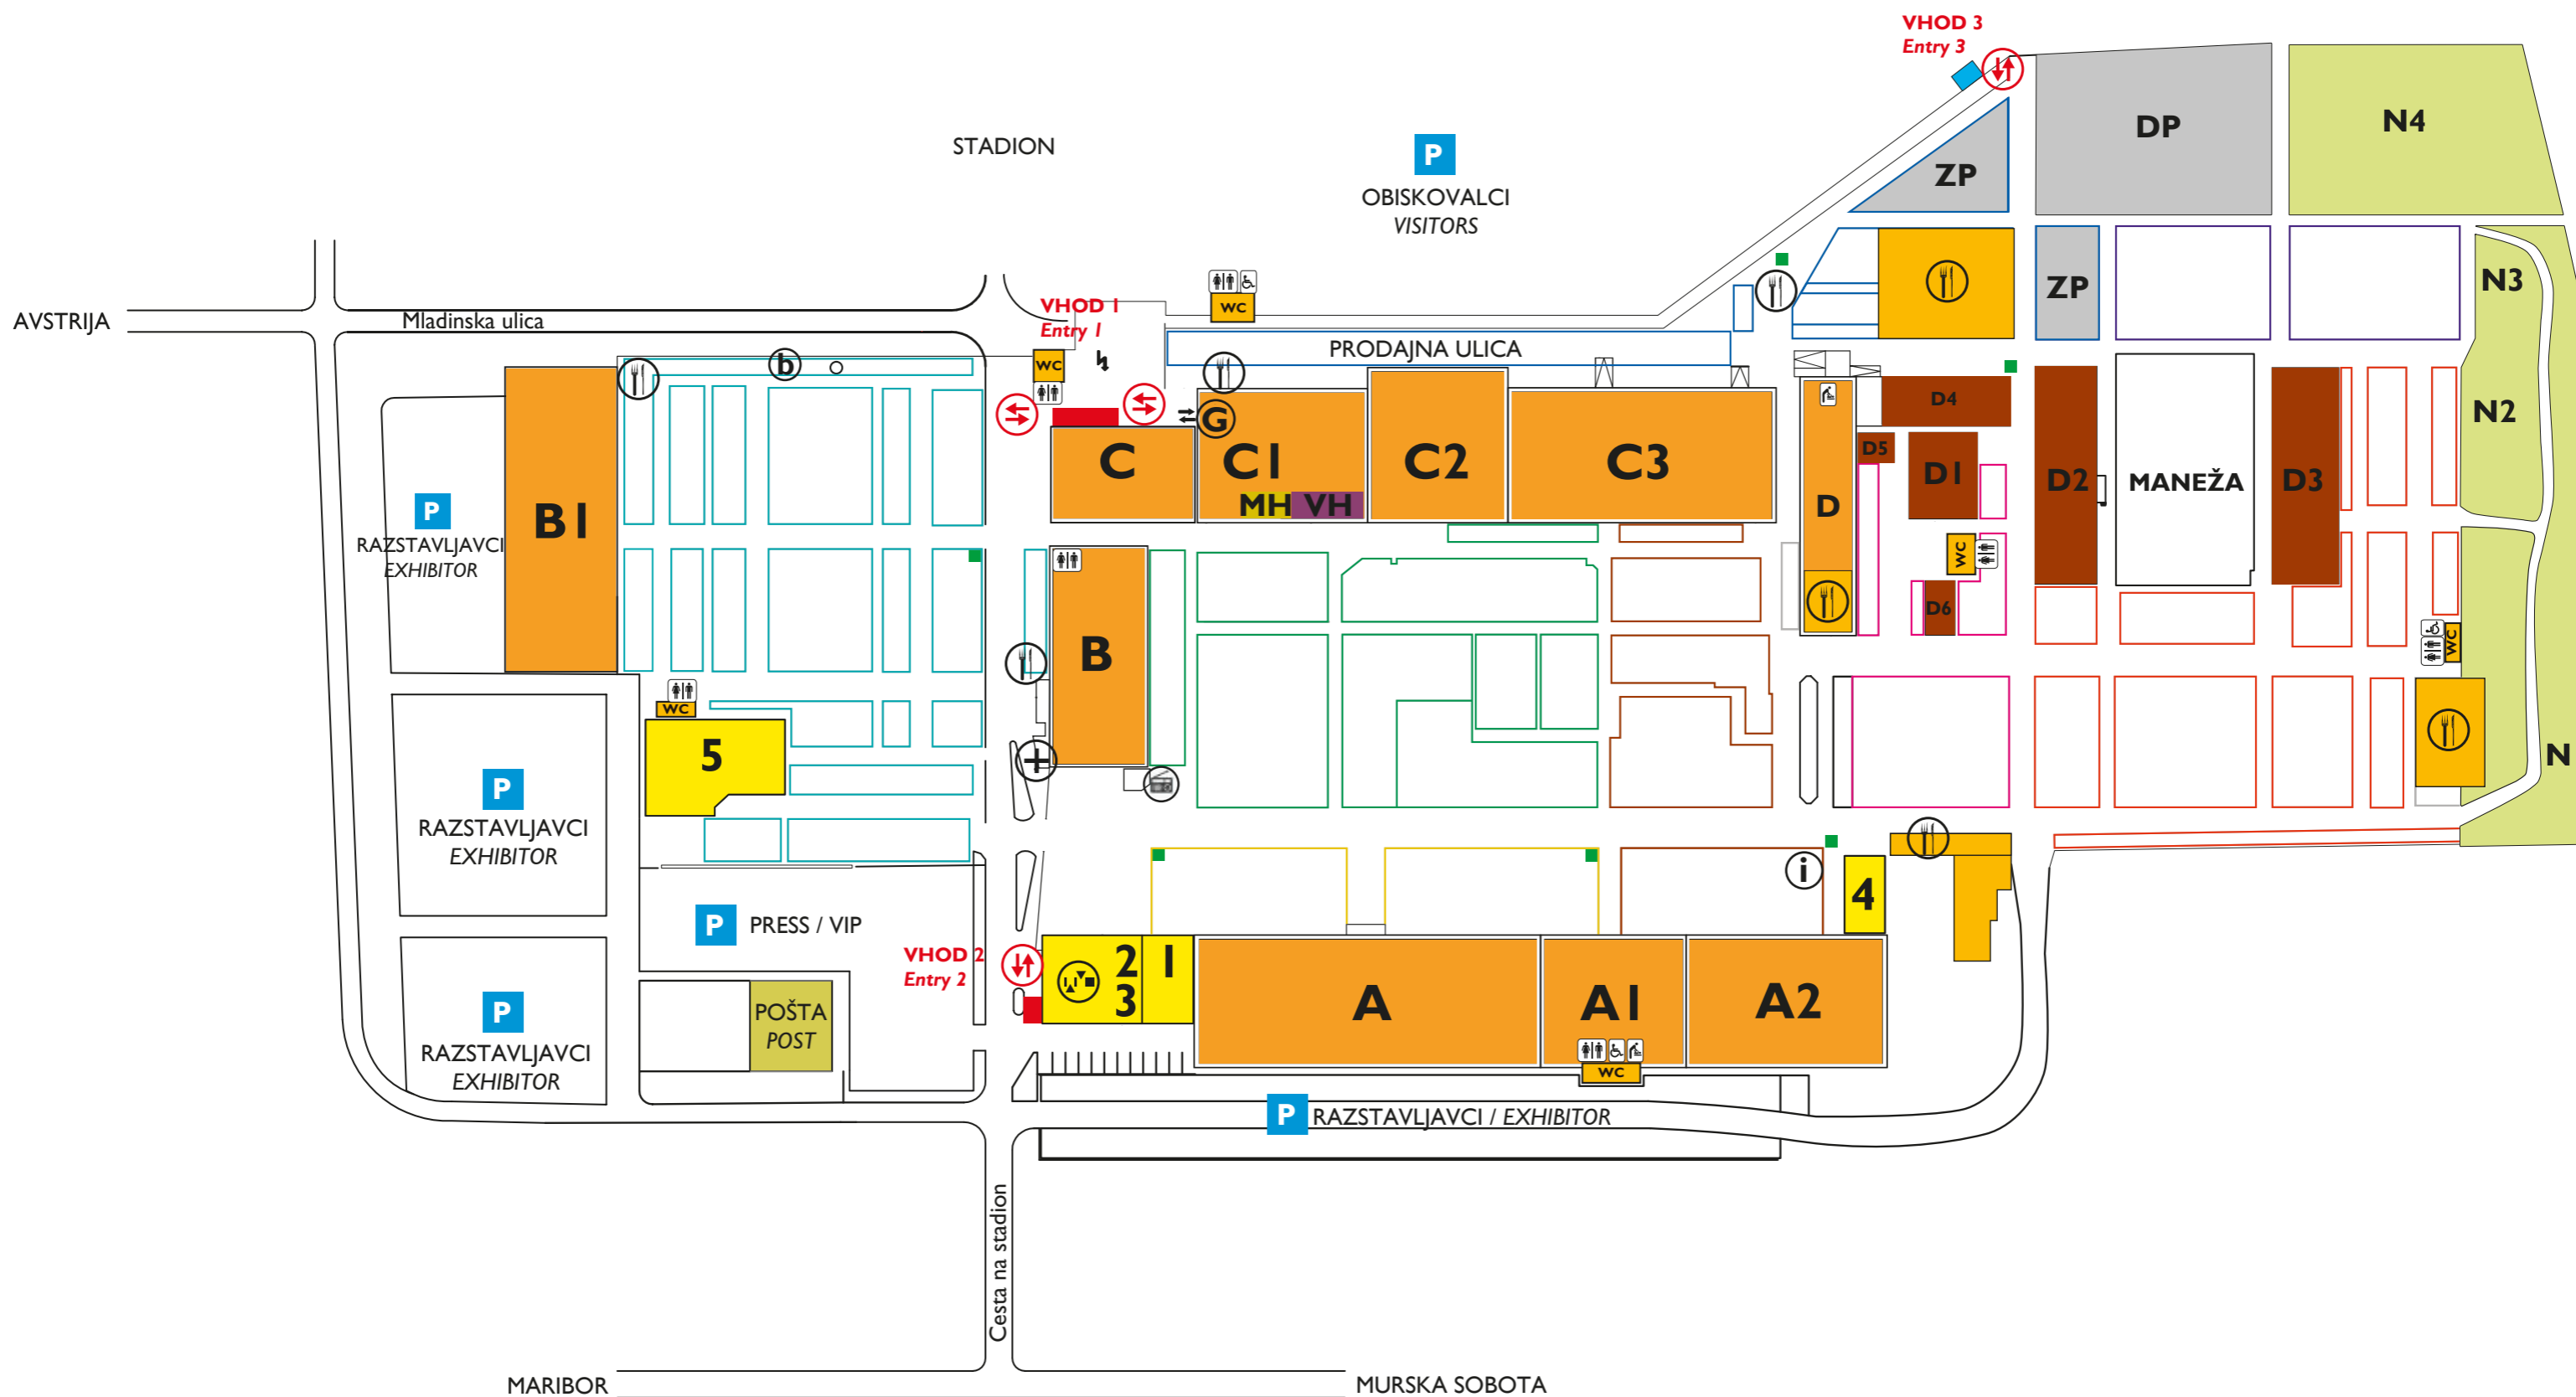 VHOD 3
Entry 3
DP
N4
STADION
P
OBISKOVALCI
VISITORS
ZP
N3
ZP
AVSTRIJA
Mladinska ulica
VHOD 1
Entry 1
WC
WC
PRODAJNA ULICA
b
G
C
C1
C2
C3
MH
VH
D
D4
D5
D1
D2
MANEŽA
D3
N2
P
RAZSTAVLJAVCI
EXHIBITOR
B1
WC
D6
B
WC
WC
5
N
P
RAZSTAVLJAVCI
EXHIBITOR
i
4
P
PRESS / VIP
VHOD 2
Entry 2
2
3
1
A
A1
A2
WC
P
RAZSTAVLJAVCI
EXHIBITOR
POŠTA
POST
P
RAZSTAVLJAVCI / EXHIBITOR
Cesta na stadion
MARIBOR
MURSKA SOBOTA